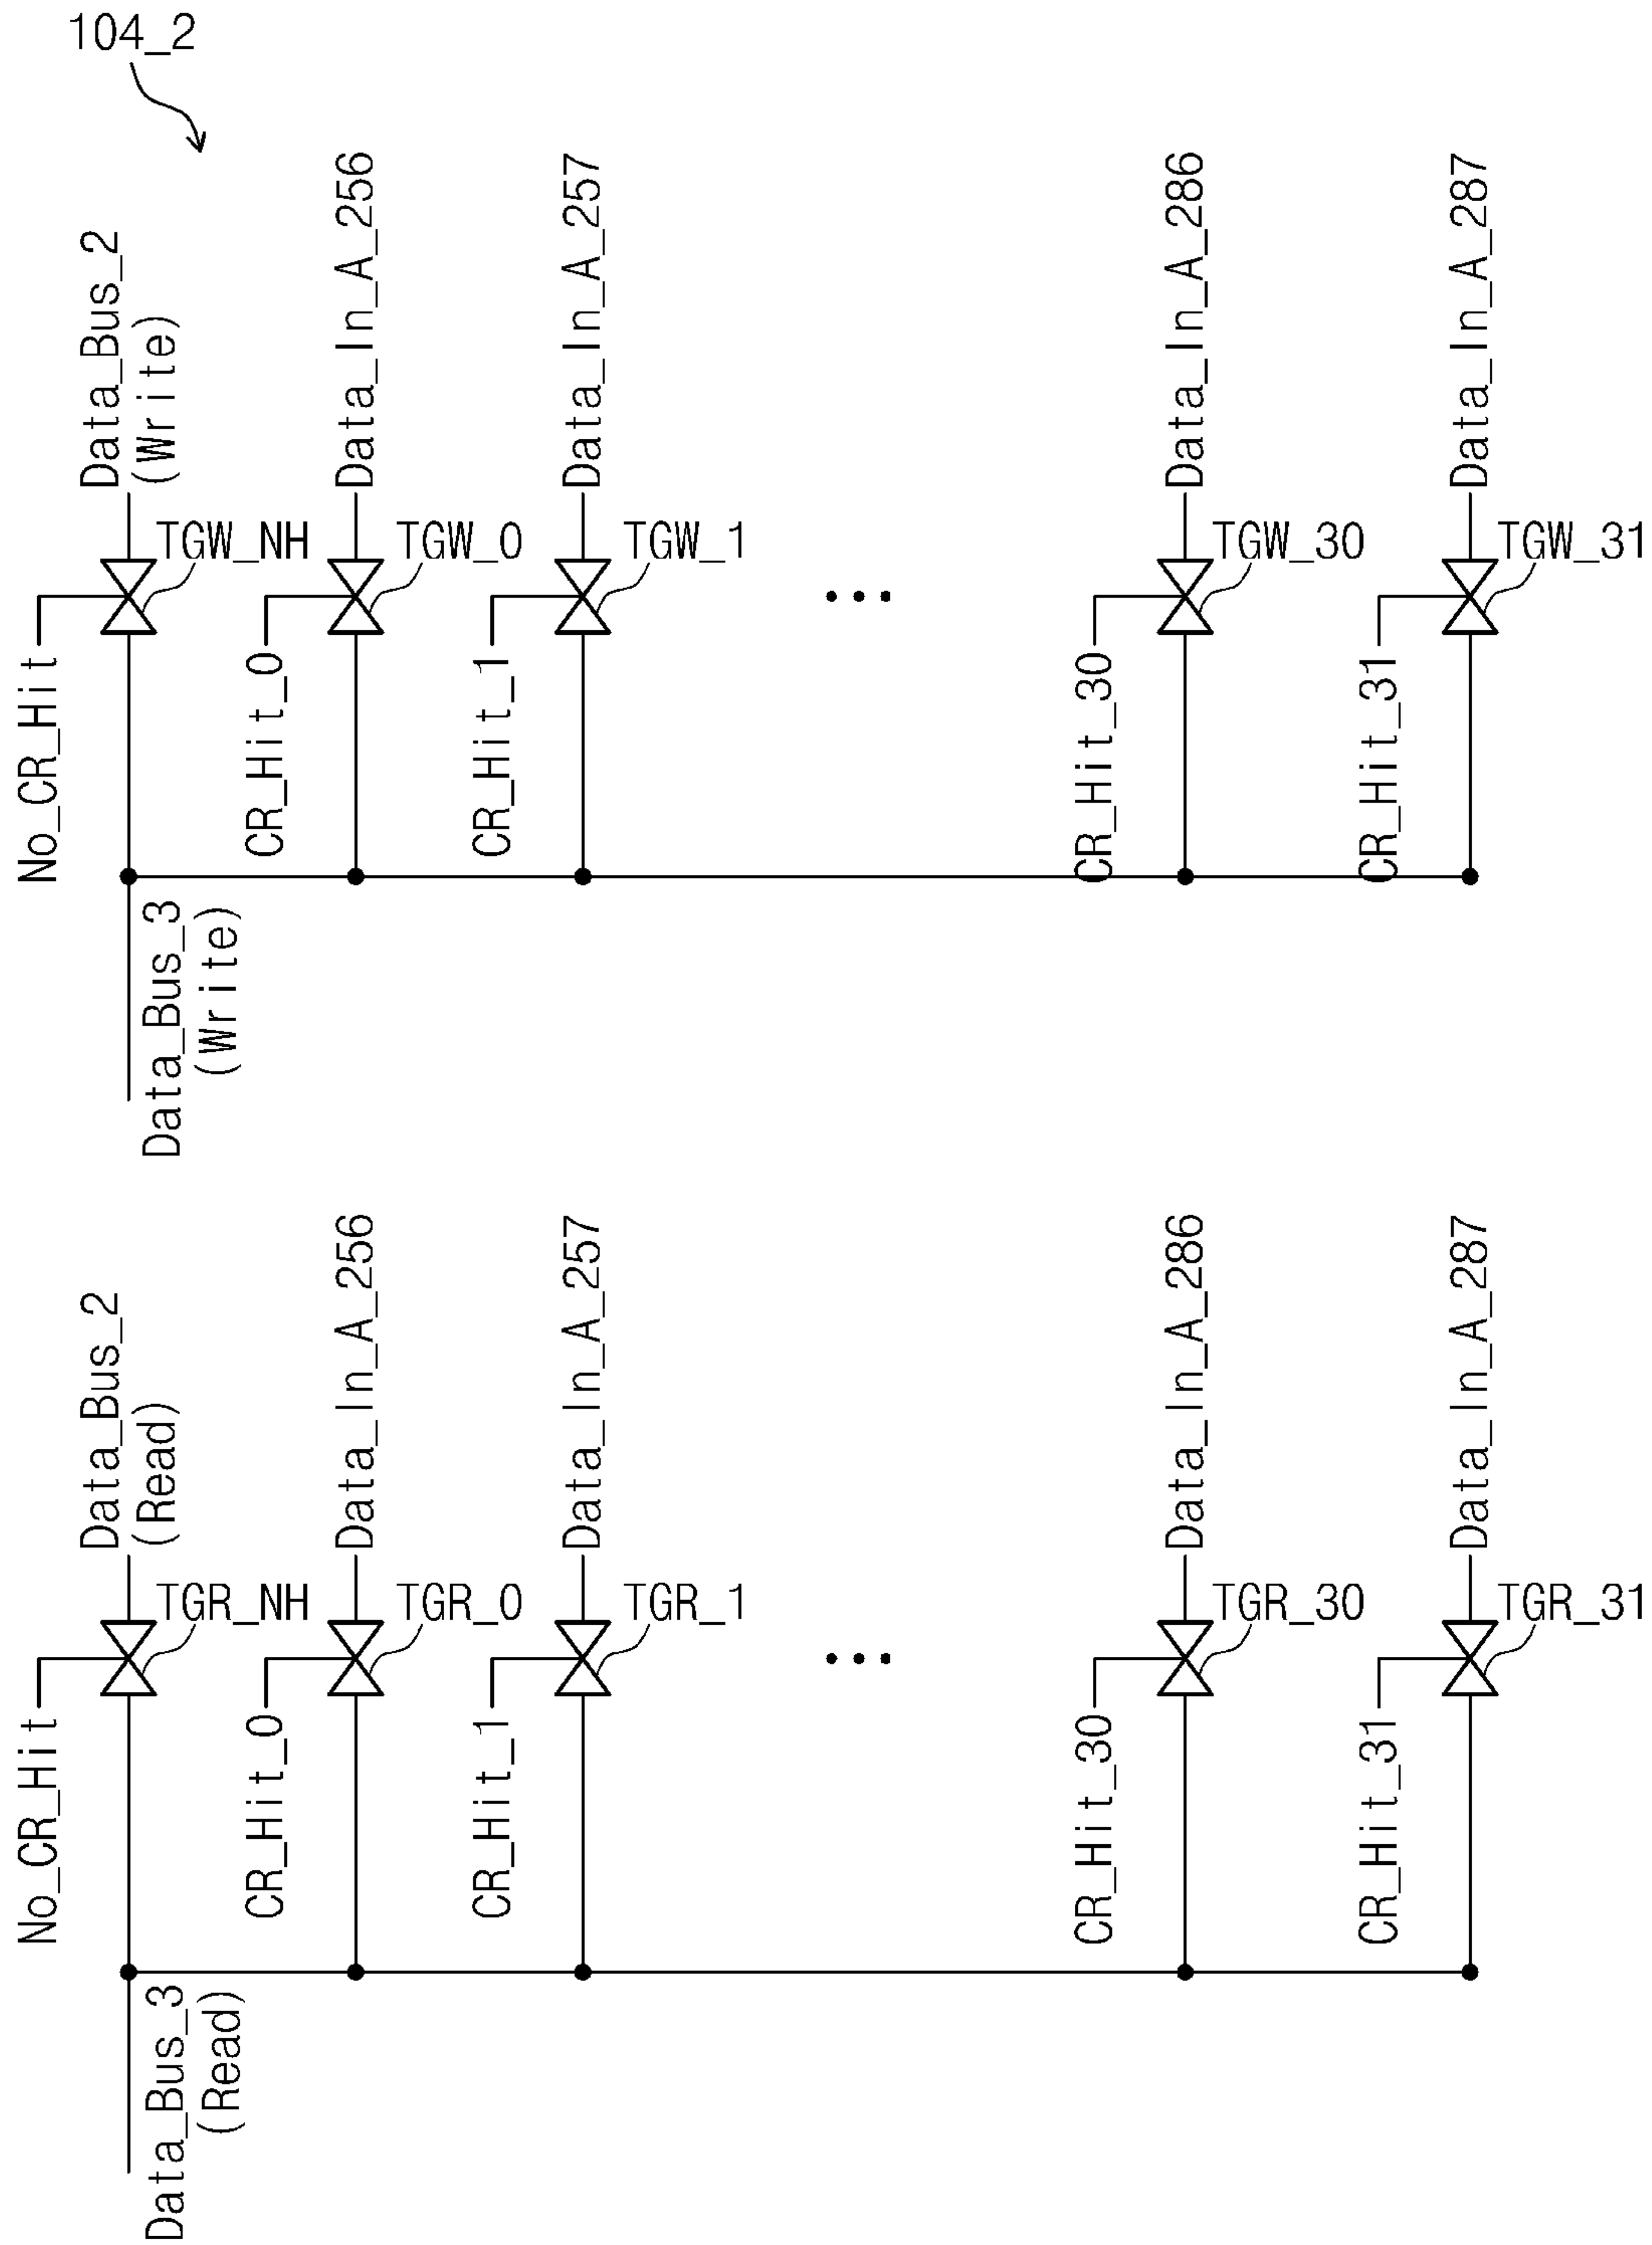 104_2
Data_Bus_2
(Write)
Data_In_A_256
Data_In_A_257
Data_In_A_286
Data_In_A_287
TGW_NH
TGW_0
TGW_1
...
TGW_30
TGW_31
No_CR_Hit
CR_Hit_0
CR_Hit_1
CR_Hit_30
CR_Hit_31
Data_Bus_3
(Write)
Data_Bus_2
(Read)
Data_In_A_256
Data_In_A_257
Data_In_A_286
Data_In_A_287
TGR_NH
TGR_0
TGR_1
...
TGR_30
TGR_31
No_CR_Hit
CR_Hit_0
CR_Hit_1
CR_Hit_30
CR_Hit_31
Data_Bus_3
(Read)